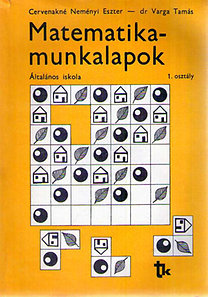 Cervenakné Neményi Eszter — dr Varga Tamás
Matematika-
munkalapok
Általános iskola 1. osztály
tk